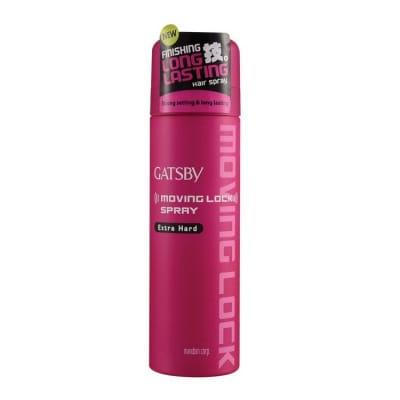 NEW
FINISHING
LONG 技。
LASTING
Hair Spray
Strong setting & long lasting
GATSBY
MOVING LOCK
SPRAY
Extra Hard
MOVING LOCK
mandom corp.